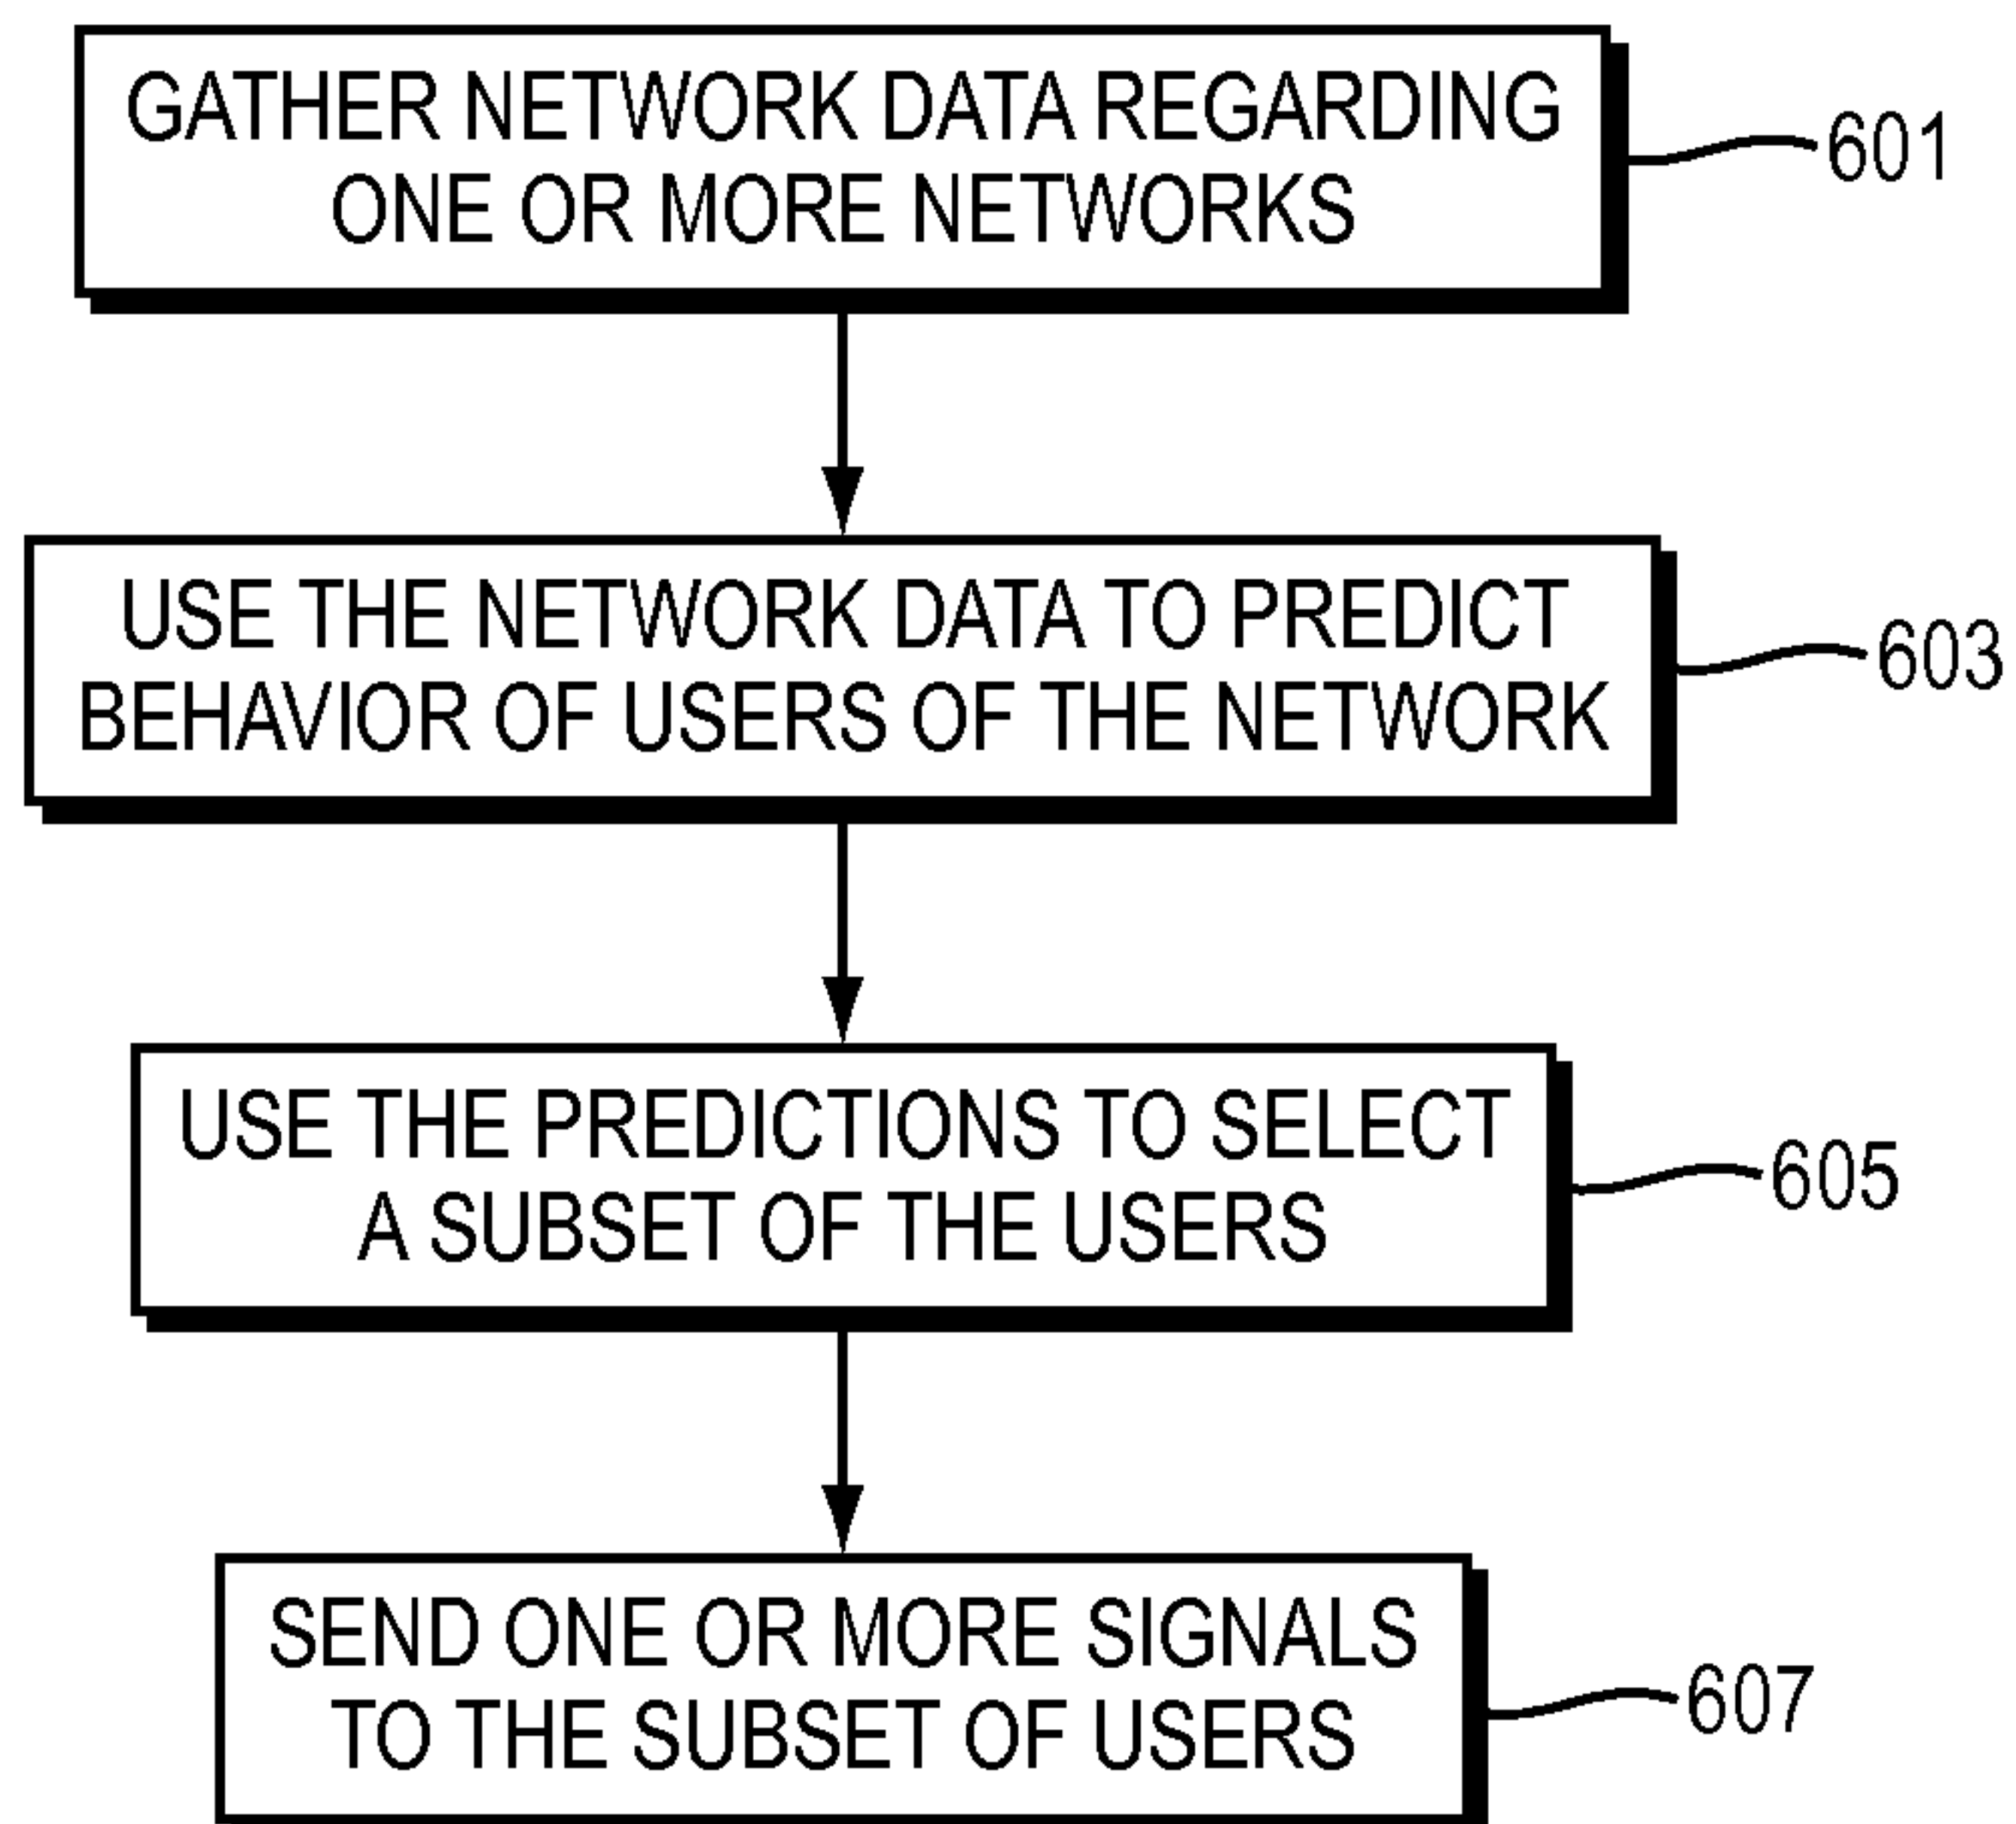 GATHER NETWORK DATA REGARDING
ONE OR MORE NETWORKS
601
USE THE NETWORK DATA TO PREDICT
BEHAVIOR OF USERS OF THE NETWORK
603
USE THE PREDICTIONS TO SELECT
A SUBSET OF THE USERS
605
SEND ONE OR MORE SIGNALS
TO THE SUBSET OF USERS
607